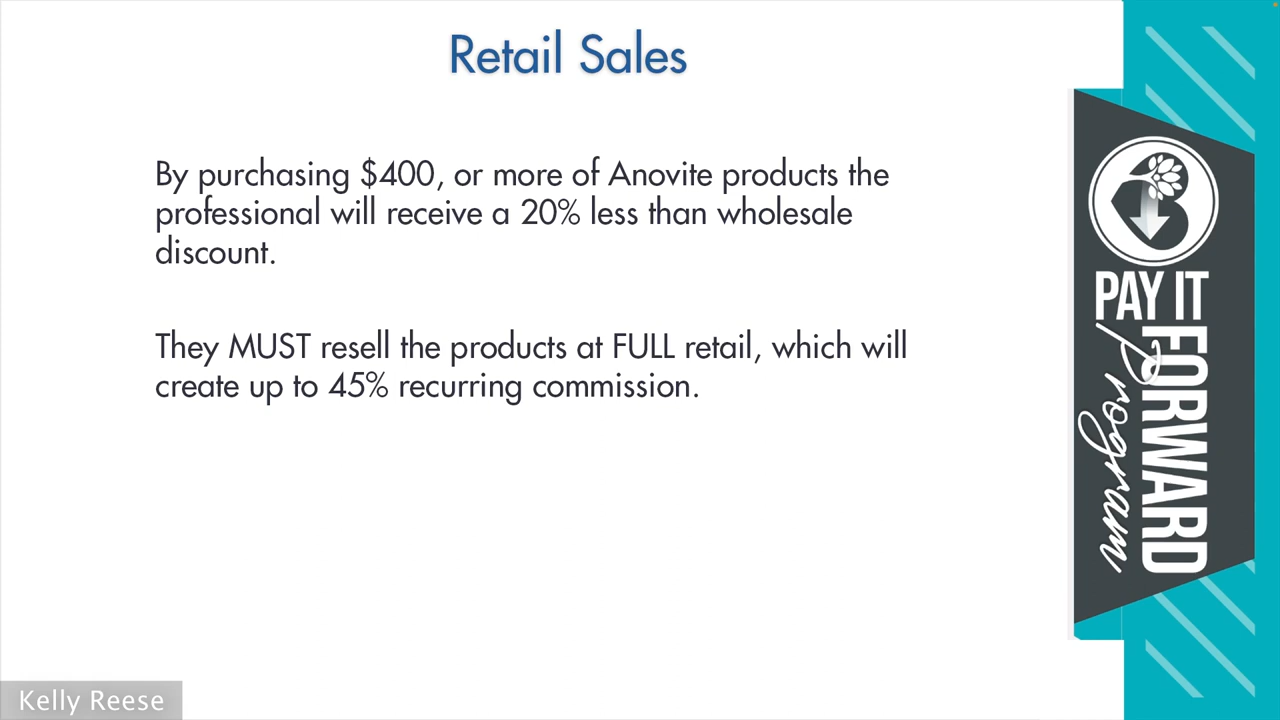 Retail Sales
By purchasing $400, or more of Anovite products the
professional will receive a 20% less than wholesale
discount.
They MUST resell the products at FULL retail, which will
create up to 45% recurring commission.
PAY IT
FORWARD
Program
Kelly Reese